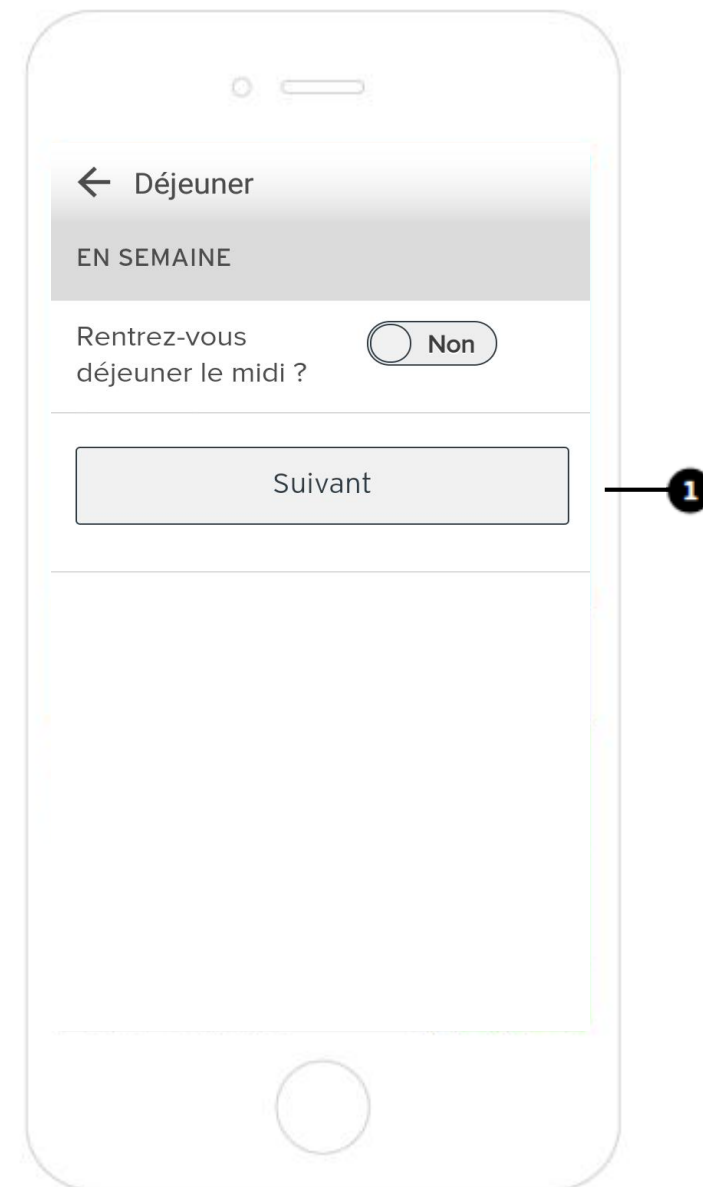 Déjeuner
EN SEMAINE
Rentrez-vous
déjeuner le midi ?
Non
Suivant
1